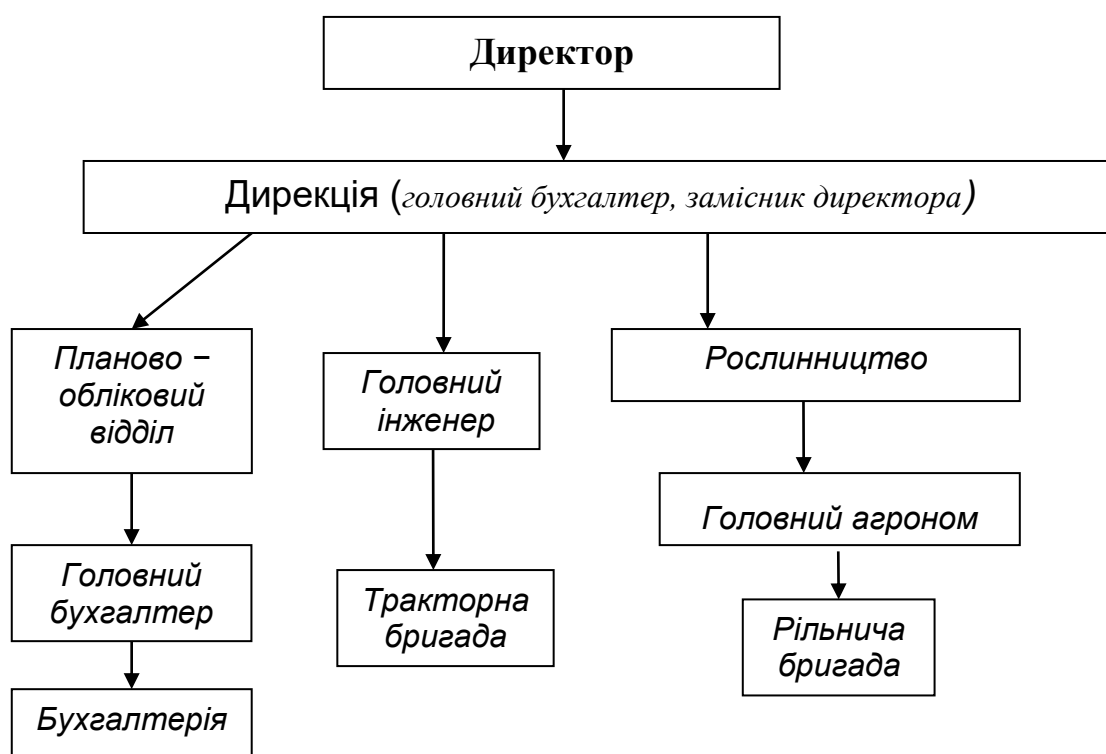 Директор
Дирекція (головний бухгалтер, замісник директора)
Планово –
обліковий
відділ
Головний
бухгалтер
Бухгалтерія
Головний
інженер
Тракторна
бригада
Рослинництво
Головний агроном
Рільнича
бригада